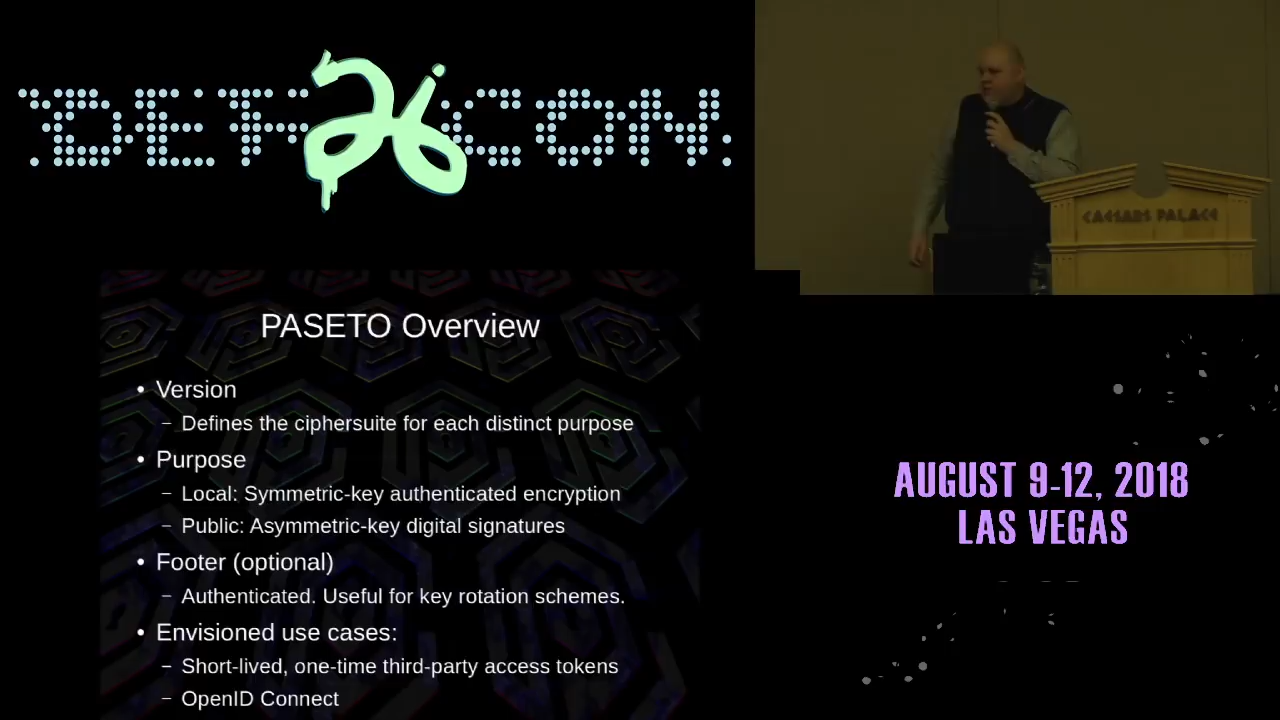 DEF CON
26
CAESARS PALACE
PASETO Overview
• Version
– Defines the ciphersuite for each distinct purpose
• Purpose
– Local: Symmetric-key authenticated encryption
– Public: Asymmetric-key digital signatures
• Footer (optional)
– Authenticated. Useful for key rotation schemes.
• Envisioned use cases:
– Short-lived, one-time third-party access tokens
– OpenID Connect
AUGUST 9-12, 2018
LAS VEGAS